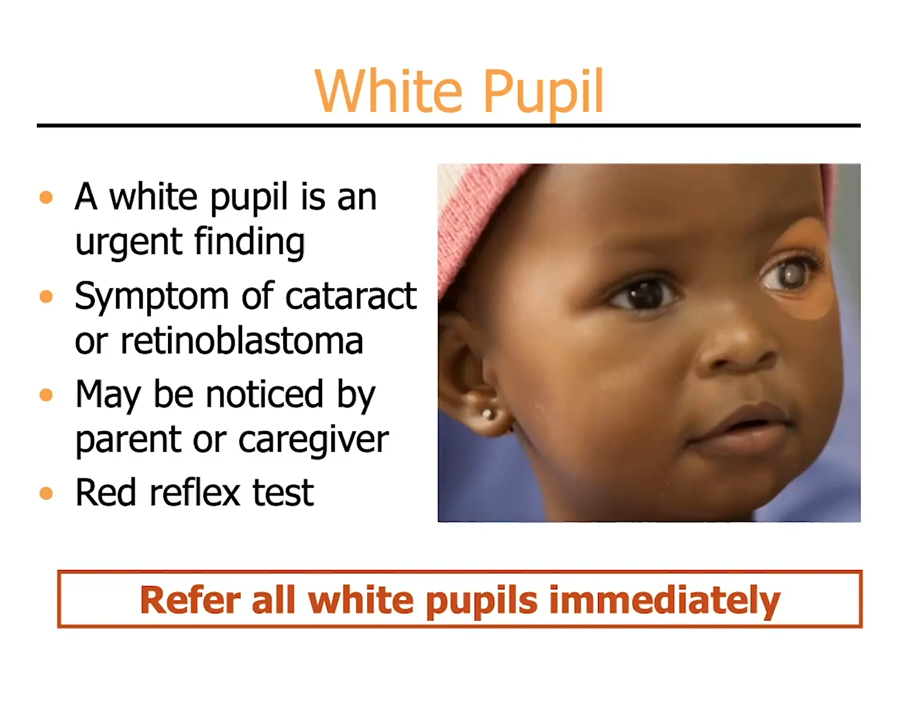 White Pupil
A white pupil is an
urgent finding
Symptom of cataract
or retinoblastoma
May be noticed by
parent or caregiver
Red reflex test
Refer all white pupils immediately